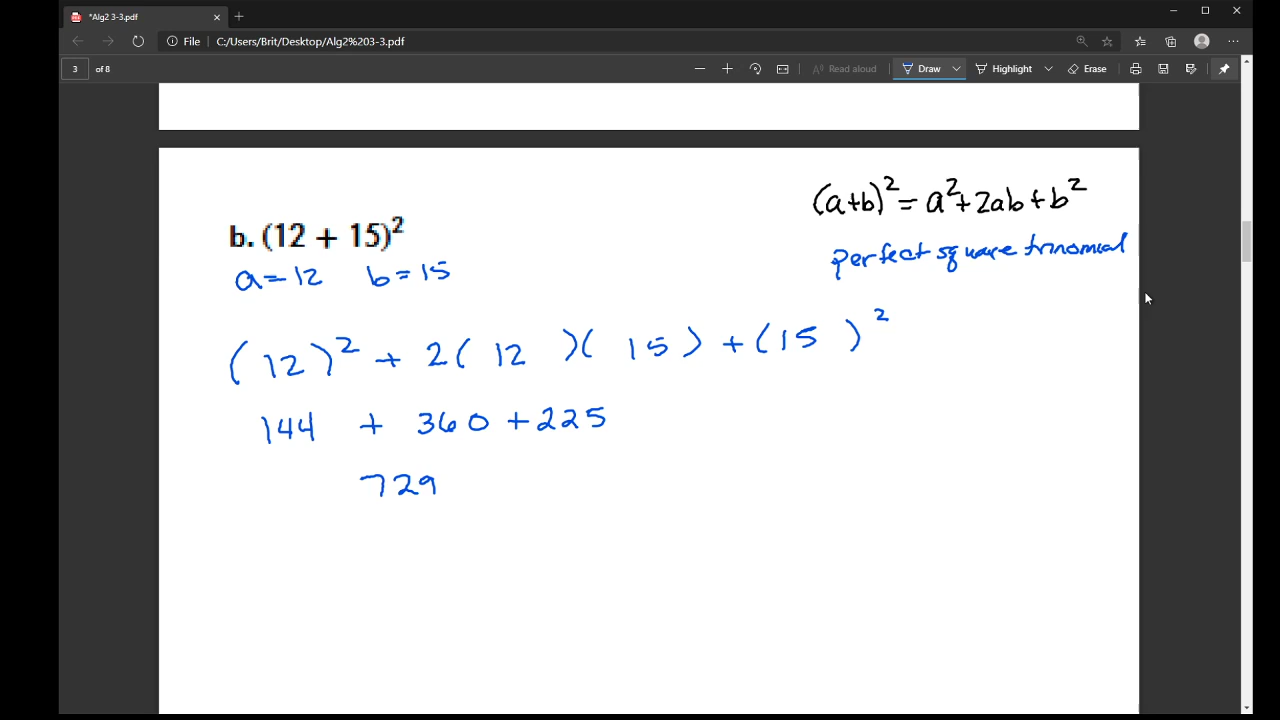 *Alg2 3-3.pdf
File | C:/Users/Brit/Desktop/Alg2%203-3.pdf
3 of 8 Read aloud Draw Highlight Erase
(a+b)² = a² + 2ab + b²
perfect square trinomial
b. (12 + 15)²
a = 12 b = 15
(12)² + 2(12)(15) + (15)²
144 + 360 + 225
729